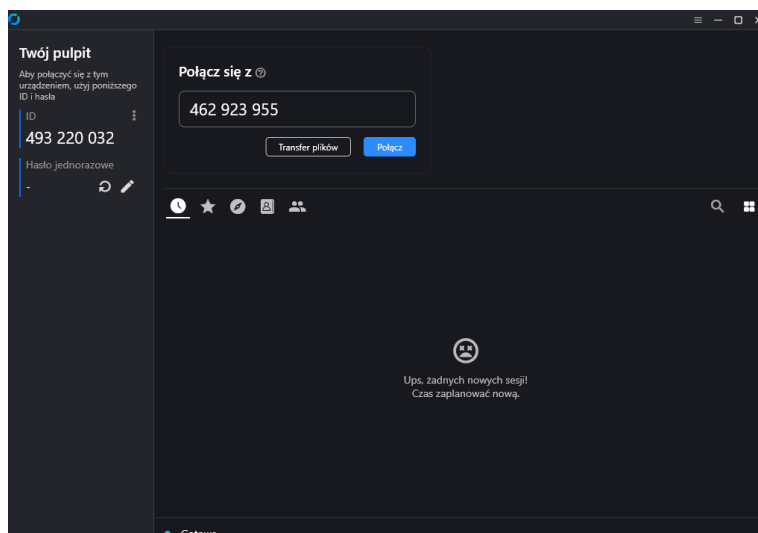 Twój pulpit
Aby połączyć się z tym
urządzeniem, użyj poniższego
ID i hasła
ID
493 220 032
Hasło jednorazowe
-
Połącz się z
462 923 955
Transfer plików
Połącz
Ups, żadnych nowych sesji!
Czas zaplanować nową.
Gotowe